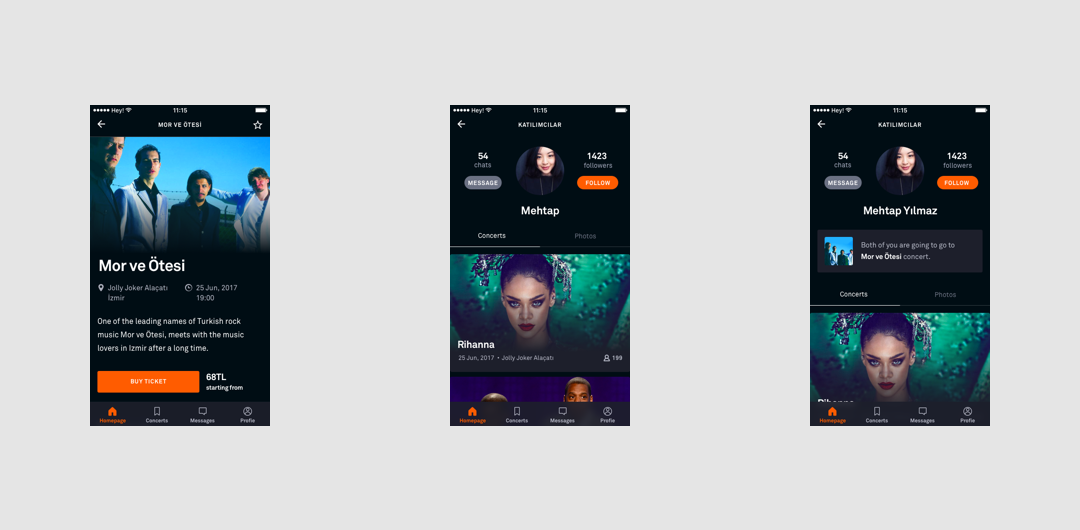 Hey!
11:15
MOR VE ÖTESİ
Mor ve Ötesi
Jolly Joker Alaçatı
İzmir
25 Jun, 2017
19:00
One of the leading names of Turkish rock
music Mor ve Ötesi, meets with the music
lovers in Izmir after a long time.
BUY TICKET
68TL
starting from
Homepage
Concerts
Messages
Profie
Hey!
11:15
KATILIMCILAR
54
chats
1423
followers
MESSAGE
FOLLOW
Mehtap
Concerts
Photos
Rihanna
25 Jun, 2017 • Jolly Joker Alaçatı
199
Homepage
Concerts
Messages
Profie
Hey!
11:15
KATILIMCILAR
54
chats
1423
followers
MESSAGE
FOLLOW
Mehtap Yılmaz
Both of you are going to go to
Mor ve Ötesi concert.
Concerts
Photos
Rihanna
Homepage
Concerts
Messages
Profie